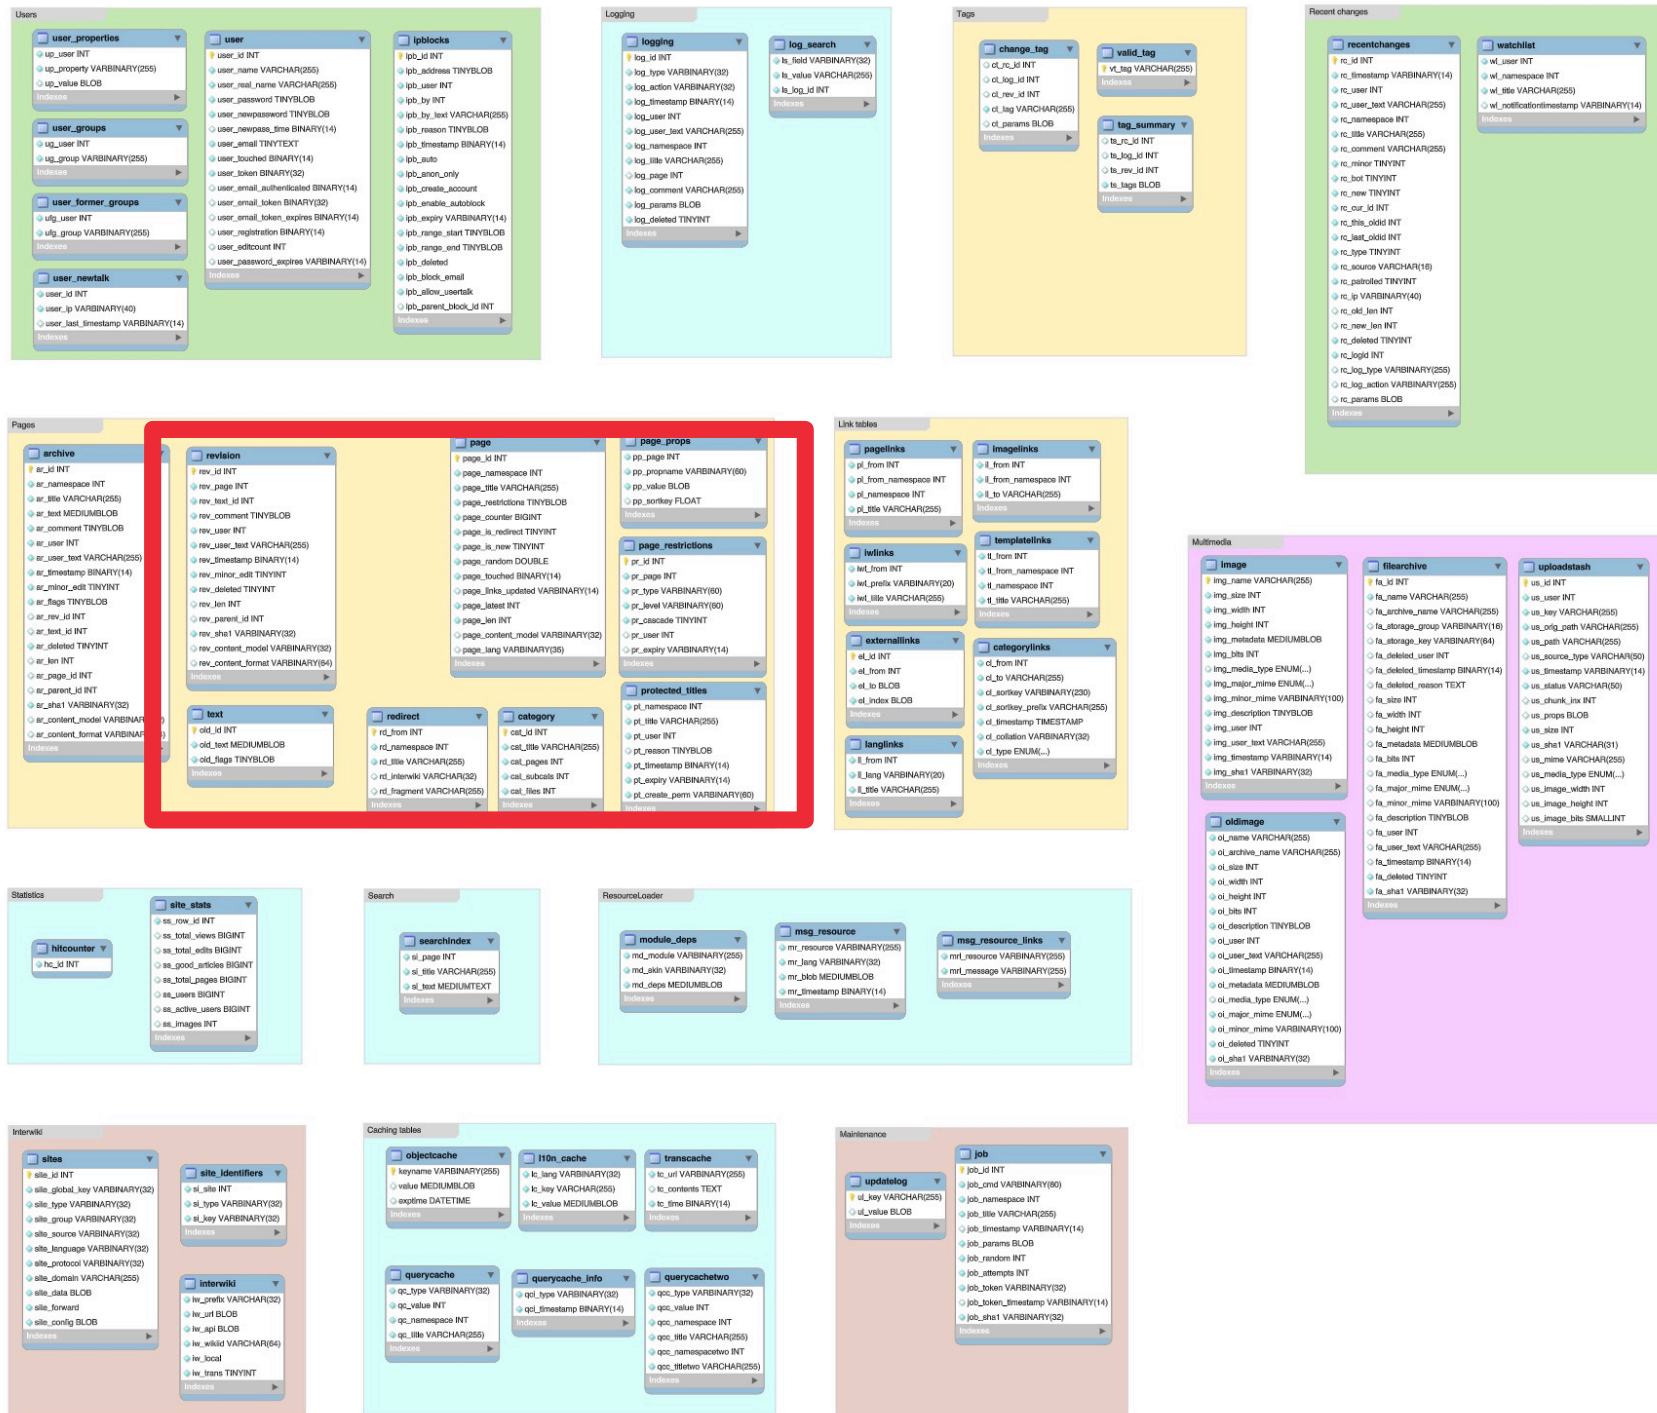 Users
user_properties
up_user INT
up_property VARBINARY(255)
up_value BLOB
Indexes
user_groups
ug_user INT
ug_group VARBINARY(255)
Indexes
user_former_groups
ufg_user INT
ufg_group VARBINARY(255)
Indexes
user_newtalk
user_id INT
user_ip VARBINARY(40)
user_last_timestamp VARBINARY(14)
Indexes
user
user_id INT
user_name VARCHAR(255)
user_real_name VARCHAR(255)
user_password TINYBLOB
user_newpassword TINYBLOB
user_newpass_time BINARY(14)
user_email TINYTEXT
user_touched BINARY(14)
user_token BINARY(32)
user_email_authenticated BINARY(14)
user_email_token BINARY(32)
user_email_token_expires BINARY(14)
user_registration BINARY(14)
user_editcount INT
user_password_expires VARBINARY(14)
Indexes
ipblocks
ipb_id INT
ipb_address TINYBLOB
ipb_user INT
ipb_by INT
ipb_by_text VARCHAR(255)
ipb_reason TINYBLOB
ipb_timestamp BINARY(14)
ipb_auto
ipb_anon_only
ipb_create_account
ipb_enable_autoblock
ipb_expiry VARBINARY(14)
ipb_range_start TINYBLOB
ipb_range_end TINYBLOB
ipb_deleted
ipb_block_email
ipb_allow_usertalk
ipb_parent_block_id INT
Indexes
Logging
logging
log_id INT
log_type VARBINARY(32)
log_action VARBINARY(32)
log_timestamp BINARY(14)
log_user INT
log_user_text VARCHAR(255)
log_namespace INT
log_title VARCHAR(255)
log_page INT
log_comment VARCHAR(255)
log_params BLOB
log_deleted TINYINT
Indexes
log_search
ls_field VARBINARY(32)
ls_value VARCHAR(255)
ls_log_id INT
Indexes
Tags
change_tag
ct_rc_id INT
ct_log_id INT
ct_rev_id INT
ct_tag VARCHAR(255)
ct_params BLOB
Indexes
valid_tag
vt_tag VARCHAR(255)
Indexes
tag_summary
ts_rc_id INT
ts_log_id INT
ts_rev_id INT
ts_tags BLOB
Indexes
Recent changes
recentchanges
rc_id INT
rc_timestamp VARBINARY(14)
rc_user INT
rc_user_text VARCHAR(255)
rc_namespace INT
rc_title VARCHAR(255)
rc_comment VARCHAR(255)
rc_minor TINYINT
rc_bot TINYINT
rc_new TINYINT
rc_cur_id INT
rc_this_oldid INT
rc_last_oldid INT
rc_type TINYINT
rc_source VARCHAR(16)
rc_patrolled TINYINT
rc_ip VARBINARY(40)
rc_old_len INT
rc_new_len INT
rc_deleted TINYINT
rc_logid INT
rc_log_type VARBINARY(255)
rc_log_action VARBINARY(255)
rc_params BLOB
Indexes
watchlist
wl_user INT
wl_namespace INT
wl_title VARCHAR(255)
wl_notificationtimestamp VARBINARY(14)
Indexes
Pages
archive
ar_id INT
ar_namespace INT
ar_title VARCHAR(255)
ar_text MEDIUMBLOB
ar_comment TINYBLOB
ar_user INT
ar_user_text VARCHAR(255)
ar_timestamp BINARY(14)
ar_minor_edit TINYINT
ar_flags TINYBLOB
ar_rev_id INT
ar_text_id INT
ar_deleted TINYINT
ar_len INT
ar_page_id INT
ar_parent_id INT
ar_sha1 VARBINARY(32)
ar_content_model
ar_content_format
Indexes
revision
rev_id INT
rev_page INT
rev_text_id INT
rev_comment TINYBLOB
rev_user INT
rev_user_text VARCHAR(255)
rev_timestamp BINARY(14)
rev_minor_edit TINYINT
rev_deleted TINYINT
rev_len INT
rev_parent_id INT
rev_sha1 VARBINARY(32)
rev_content_model VARBINARY(32)
rev_content_format VARBINARY(64)
Indexes
text
old_id INT
old_text MEDIUMBLOB
old_flags TINYBLOB
Indexes
page
page_id INT
page_namespace INT
page_title VARCHAR(255)
page_restrictions TINYBLOB
page_counter BIGINT
page_is_redirect TINYINT
page_is_new TINYINT
page_random DOUBLE
page_touched BINARY(14)
page_links_updated VARBINARY(14)
page_latest INT
page_len INT
page_content_model VARBINARY(32)
page_lang VARBINARY(35)
Indexes
redirect
rd_from INT
rd_namespace INT
rd_title VARCHAR(255)
rd_interwiki VARCHAR(32)
rd_fragment VARCHAR(255)
Indexes
category
cat_id INT
cat_title VARCHAR(255)
cat_pages INT
cat_subcats INT
cat_files INT
Indexes
page_props
pp_page INT
pp_propname VARBINARY(60)
pp_value BLOB
pp_sortkey FLOAT
Indexes
page_restrictions
pr_id INT
pr_page INT
pr_type VARBINARY(60)
pr_level VARBINARY(60)
pr_cascade TINYINT
pr_user INT
pr_expiry VARBINARY(14)
Indexes
protected_titles
pt_namespace INT
pt_title VARCHAR(255)
pt_user INT
pt_reason TINYBLOB
pt_timestamp BINARY(14)
pt_expiry VARBINARY(14)
pt_create_perm VARBINARY(60)
Indexes
Link tables
pagelinks
pl_from INT
pl_from_namespace INT
pl_namespace INT
pl_title VARCHAR(255)
Indexes
iwlinks
iwl_from INT
iwl_prefix VARBINARY(20)
iwl_title VARCHAR(255)
Indexes
externallinks
el_id INT
el_from INT
el_to BLOB
el_index BLOB
Indexes
langlinks
ll_from INT
ll_lang VARBINARY(20)
ll_title VARCHAR(255)
Indexes
imagelinks
il_from INT
il_from_namespace INT
il_to VARCHAR(255)
Indexes
templatelinks
tl_from INT
tl_from_namespace INT
tl_namespace INT
tl_title VARCHAR(255)
Indexes
categorylinks
cl_from INT
cl_to VARCHAR(255)
cl_sortkey VARBINARY(230)
cl_sortkey_prefix VARCHAR(255)
cl_timestamp TIMESTAMP
cl_collation VARBINARY(32)
cl_type ENUM(...)
Indexes
Multimedia
image
img_name VARCHAR(255)
img_size INT
img_width INT
img_height INT
img_metadata MEDIUMBLOB
img_bits INT
img_media_type ENUM(...)
img_major_mime ENUM(...)
img_minor_mime VARBINARY(100)
img_description TINYBLOB
img_user INT
img_user_text VARCHAR(255)
img_timestamp VARBINARY(14)
img_sha1 VARBINARY(32)
Indexes
oldimage
oi_name VARCHAR(255)
oi_archive_name VARCHAR(255)
oi_size INT
oi_width INT
oi_height INT
oi_bits INT
oi_description TINYBLOB
oi_user INT
oi_user_text VARCHAR(255)
oi_timestamp BINARY(14)
oi_metadata MEDIUMBLOB
oi_media_type ENUM(...)
oi_major_mime ENUM(...)
oi_minor_mime VARBINARY(100)
oi_deleted TINYINT
oi_sha1 VARBINARY(32)
Indexes
filearchive
fa_id INT
fa_name VARCHAR(255)
fa_archive_name VARCHAR(255)
fa_storage_group VARBINARY(16)
fa_storage_key VARBINARY(64)
fa_deleted_user INT
fa_deleted_timestamp BINARY(14)
fa_deleted_reason TEXT
fa_size INT
fa_width INT
fa_height INT
fa_metadata MEDIUMBLOB
fa_bits INT
fa_media_type ENUM(...)
fa_major_mime ENUM(...)
fa_minor_mime VARBINARY(100)
fa_description TINYBLOB
fa_user INT
fa_user_text VARCHAR(255)
fa_timestamp BINARY(14)
fa_deleted TINYINT
fa_sha1 VARBINARY(32)
Indexes
uploadstash
us_id INT
us_user INT
us_key VARCHAR(255)
us_orig_path VARCHAR(255)
us_path VARCHAR(255)
us_source_type VARCHAR(50)
us_timestamp VARBINARY(14)
us_status VARCHAR(50)
us_chunk_inx INT
us_props BLOB
us_size INT
us_sha1 VARCHAR(31)
us_mime VARCHAR(255)
us_media_type ENUM(...)
us_image_width INT
us_image_height INT
us_image_bits SMALLINT
Indexes
Statistics
hitcounter
hc_id INT
site_stats
ss_row_id INT
ss_total_views BIGINT
ss_total_edits BIGINT
ss_good_articles BIGINT
ss_total_pages BIGINT
ss_users BIGINT
ss_active_users BIGINT
ss_images INT
Indexes
Search
searchindex
si_page INT
si_title VARCHAR(255)
si_text MEDIUMTEXT
Indexes
ResourceLoader
module_deps
md_module VARBINARY(255)
md_skin VARBINARY(32)
md_deps MEDIUMBLOB
Indexes
msg_resource
mr_resource VARBINARY(255)
mr_lang VARBINARY(32)
mr_blob MEDIUMBLOB
mr_timestamp BINARY(14)
Indexes
msg_resource_links
mrl_resource VARBINARY(255)
mrl_message VARBINARY(255)
Indexes
Interwiki
sites
site_id INT
site_global_key VARBINARY(32)
site_type VARBINARY(32)
site_group VARBINARY(32)
site_source VARBINARY(32)
site_language VARBINARY(32)
site_protocol VARBINARY(32)
site_domain VARCHAR(255)
site_data BLOB
site_forward
site_config BLOB
Indexes
site_identifiers
si_site INT
si_type VARBINARY(32)
si_key VARBINARY(32)
Indexes
interwiki
iw_prefix VARCHAR(32)
iw_url BLOB
iw_api BLOB
iw_wikiid VARCHAR(64)
iw_local
iw_trans TINYINT
Indexes
Caching tables
objectcache
keyname VARBINARY(255)
value MEDIUMBLOB
exptime DATETIME
Indexes
l10n_cache
lc_lang VARBINARY(32)
lc_key VARCHAR(255)
lc_value MEDIUMBLOB
Indexes
transcache
tc_url VARBINARY(255)
tc_contents TEXT
tc_time BINARY(14)
Indexes
querycache
qc_type VARBINARY(32)
qc_value INT
qc_namespace INT
qc_title VARCHAR(255)
Indexes
querycache_info
qci_type VARBINARY(32)
qci_timestamp BINARY(14)
Indexes
querycachetwo
qcc_type VARBINARY(32)
qcc_value INT
qcc_namespace INT
qcc_title VARCHAR(255)
qcc_namespacetwo INT
qcc_titletwo VARCHAR(255)
Indexes
Maintenance
updatelog
ul_key VARCHAR(255)
ul_value BLOB
Indexes
job
job_id INT
job_cmd VARBINARY(60)
job_namespace INT
job_title VARCHAR(255)
job_timestamp VARBINARY(14)
job_params BLOB
job_random INT
job_attempts INT
job_token VARBINARY(32)
job_token_timestamp VARBINARY(14)
job_sha1 VARBINARY(32)
Indexes